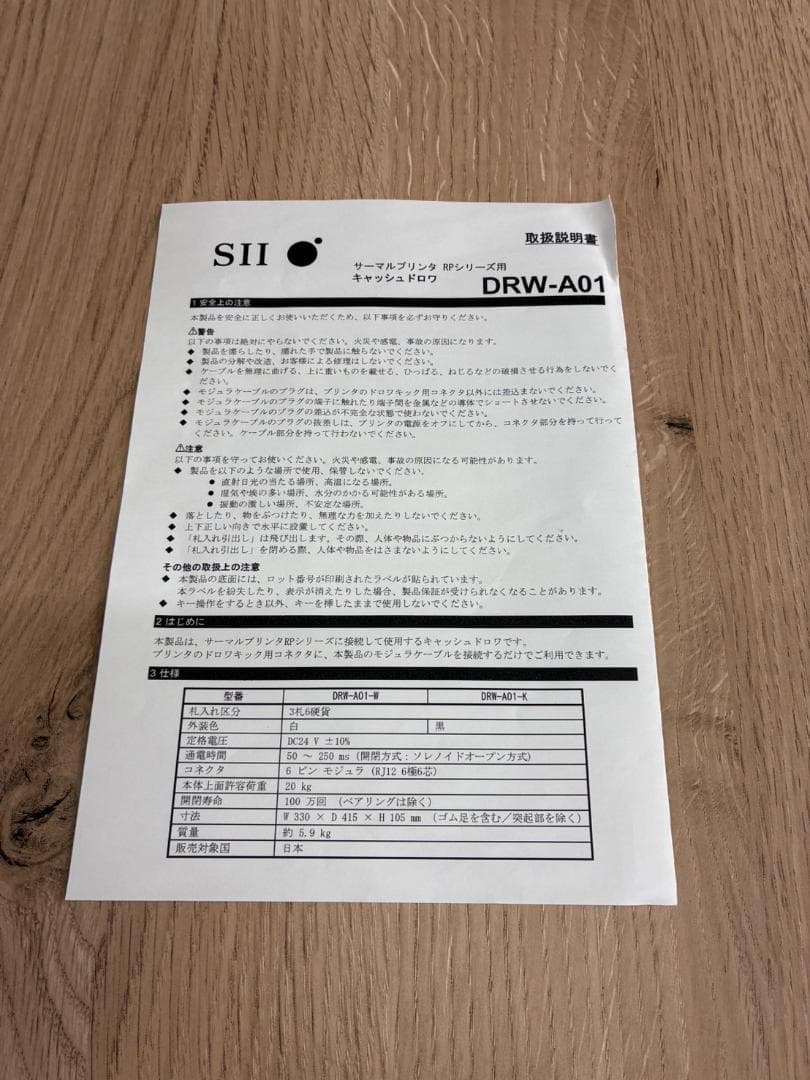 SII
取扱説明書
サーマルプリンタ RPシリーズ用
キャッシュドロワ
DRW-A01
1 安全上の注意
本製品を安全に正しくお使いいただくため、以下事項を必ずお守りください。
⚠警告
以下の事項は絶対にやらないでください。火災や感電、事故の原因になります。
◆ 製品を濡らしたり、濡れた手で製品に触らないでください。
◆ 製品の分解や改造、お客様による修理はしないでください。
◆ ケーブルを無理に曲げる、上に重いものを載せる、ひっぱる、ねじるなどの破損させる行為をしないでく
ださい。
◆ モジュラケーブルのプラグは、プリンタのドロワキック用コネクタ以外には差込まないでください。
◆ モジュラケーブルのプラグの端子に触れたり端子間を金属などの導体でショートさせないでください。
◆ モジュラケーブルのプラグの差込が不完全な状態で使わないでください。
◆ モジュラケーブルのプラグの抜差しは、プリンタの電源をオフにしてから、コネクタ部分を持って行って
ください。ケーブル部分を持って行わないでください。
⚠注意
以下の事項を守ってお使いください。火災や感電、事故の原因になる可能性があります。
◆ 製品を以下のような場所で使用、保管しないでください．
● 直射日光の当たる場所、高温になる場所。
● 湿気や埃の多い場所、水分のかかる可能性がある場所。
● 振動の激しい場所、不安定な場所。
◆ 落としたり、物をぶつけたり、無理な力を加えたりしないでください。
◆ 上下正しい向きで水平に設置してください。
◆ 「札入れ引出し」は飛び出します。その際、人体や物品にぶつからないようにしてください。
◆ 「札入れ引出し」を閉める際、人体や物品をはさまないようにしてください。
その他の取扱上の注意
◆ 本製品の底面には、ロット番号が印刷されたラベルが貼られています。
本ラベルを紛失したり、表示が消えたりした場合、製品保証が受けられなくなることがあります。
◆ キー操作をするとき以外、キーを挿したままで使用しないでください。
2 はじめに
本製品は、サーマルプリンタRPシリーズに接続して使用するキャッシュドロワです。
プリンタのドロワキック用コネクタに、本製品のモジュラケーブルを接続するだけでご利用できます。
3 仕様
型番 DRW-A01-W DRW-A01-K
札入れ区分 3札6硬貨
外装色 白 黒
定格電圧 DC24 V ±10%
通電時間 50 ～ 250 ms (開閉方式：ソレノイドオープン方式)
コネクタ 6 ピン モジュラ (RJ12 6極6芯)
本体上面許容荷重 20 kg
開閉寿命 100 万回 （ベアリングは除く）
寸法 W 330 × D 415 × H 105 mm （ゴム足を含む／突起部を除く）
質量 約 5.9 kg
販売対象国 日本